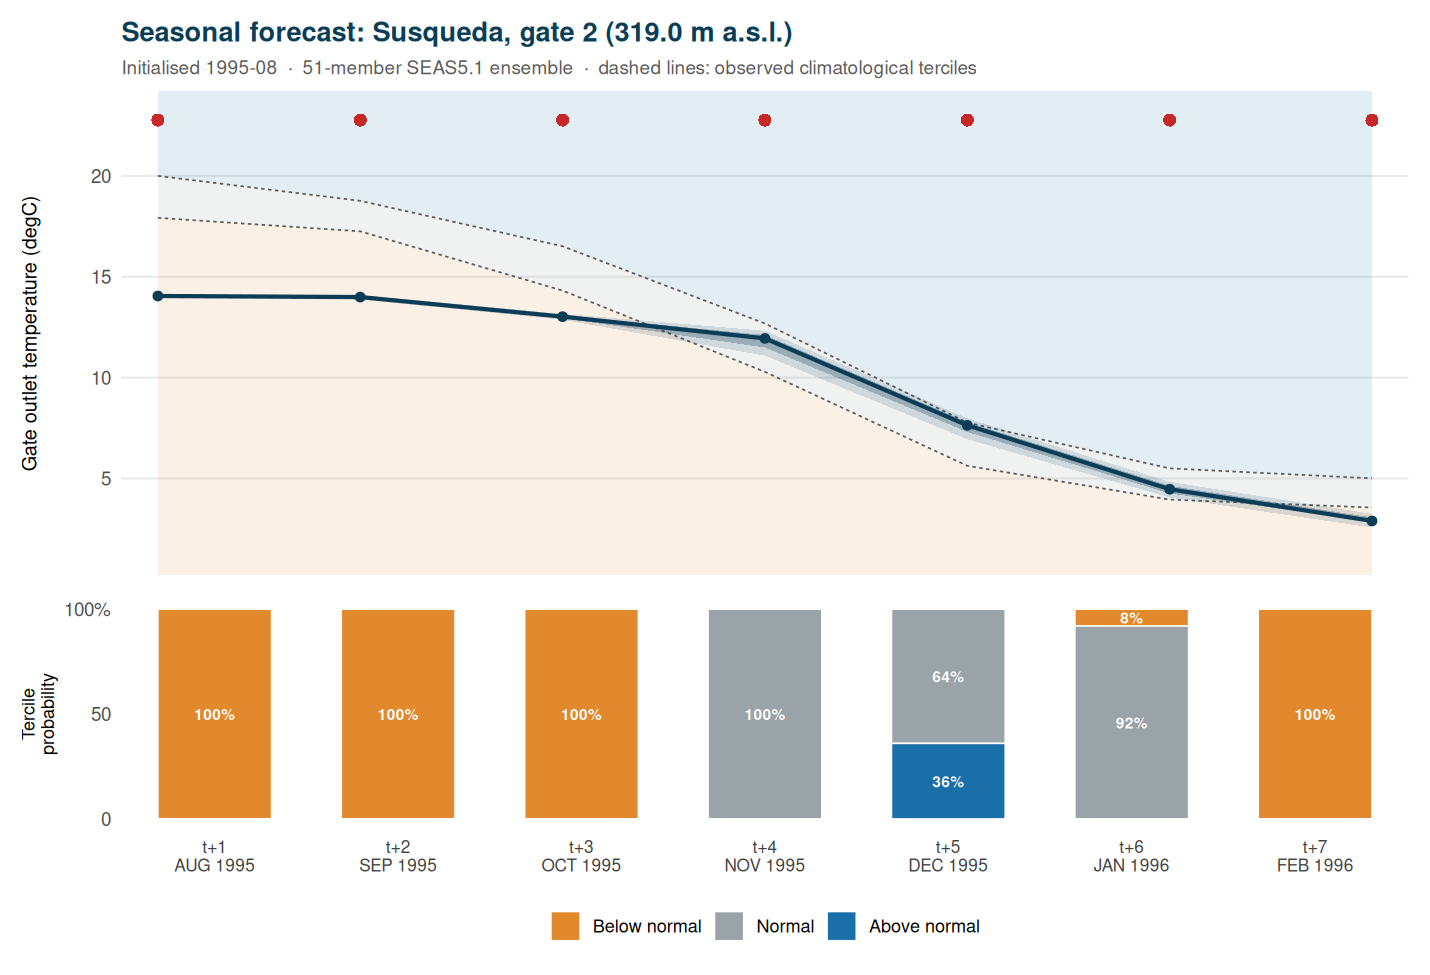 Seasonal forecast: Susqueda, gate 2 (319.0 m a.s.l.)
Initialised 1995-08 · 51-member SEAS5.1 ensemble · dashed lines: observed climatological terciles
Gate outlet temperature (degC)
20
15
10
5
Tercile
probability
100%
50
0
100%
100%
100%
100%
64%
36%
8%
92%
100%
t+1
AUG 1995
t+2
SEP 1995
t+3
OCT 1995
t+4
NOV 1995
t+5
DEC 1995
t+6
JAN 1996
t+7
FEB 1996
Below normal
Normal
Above normal